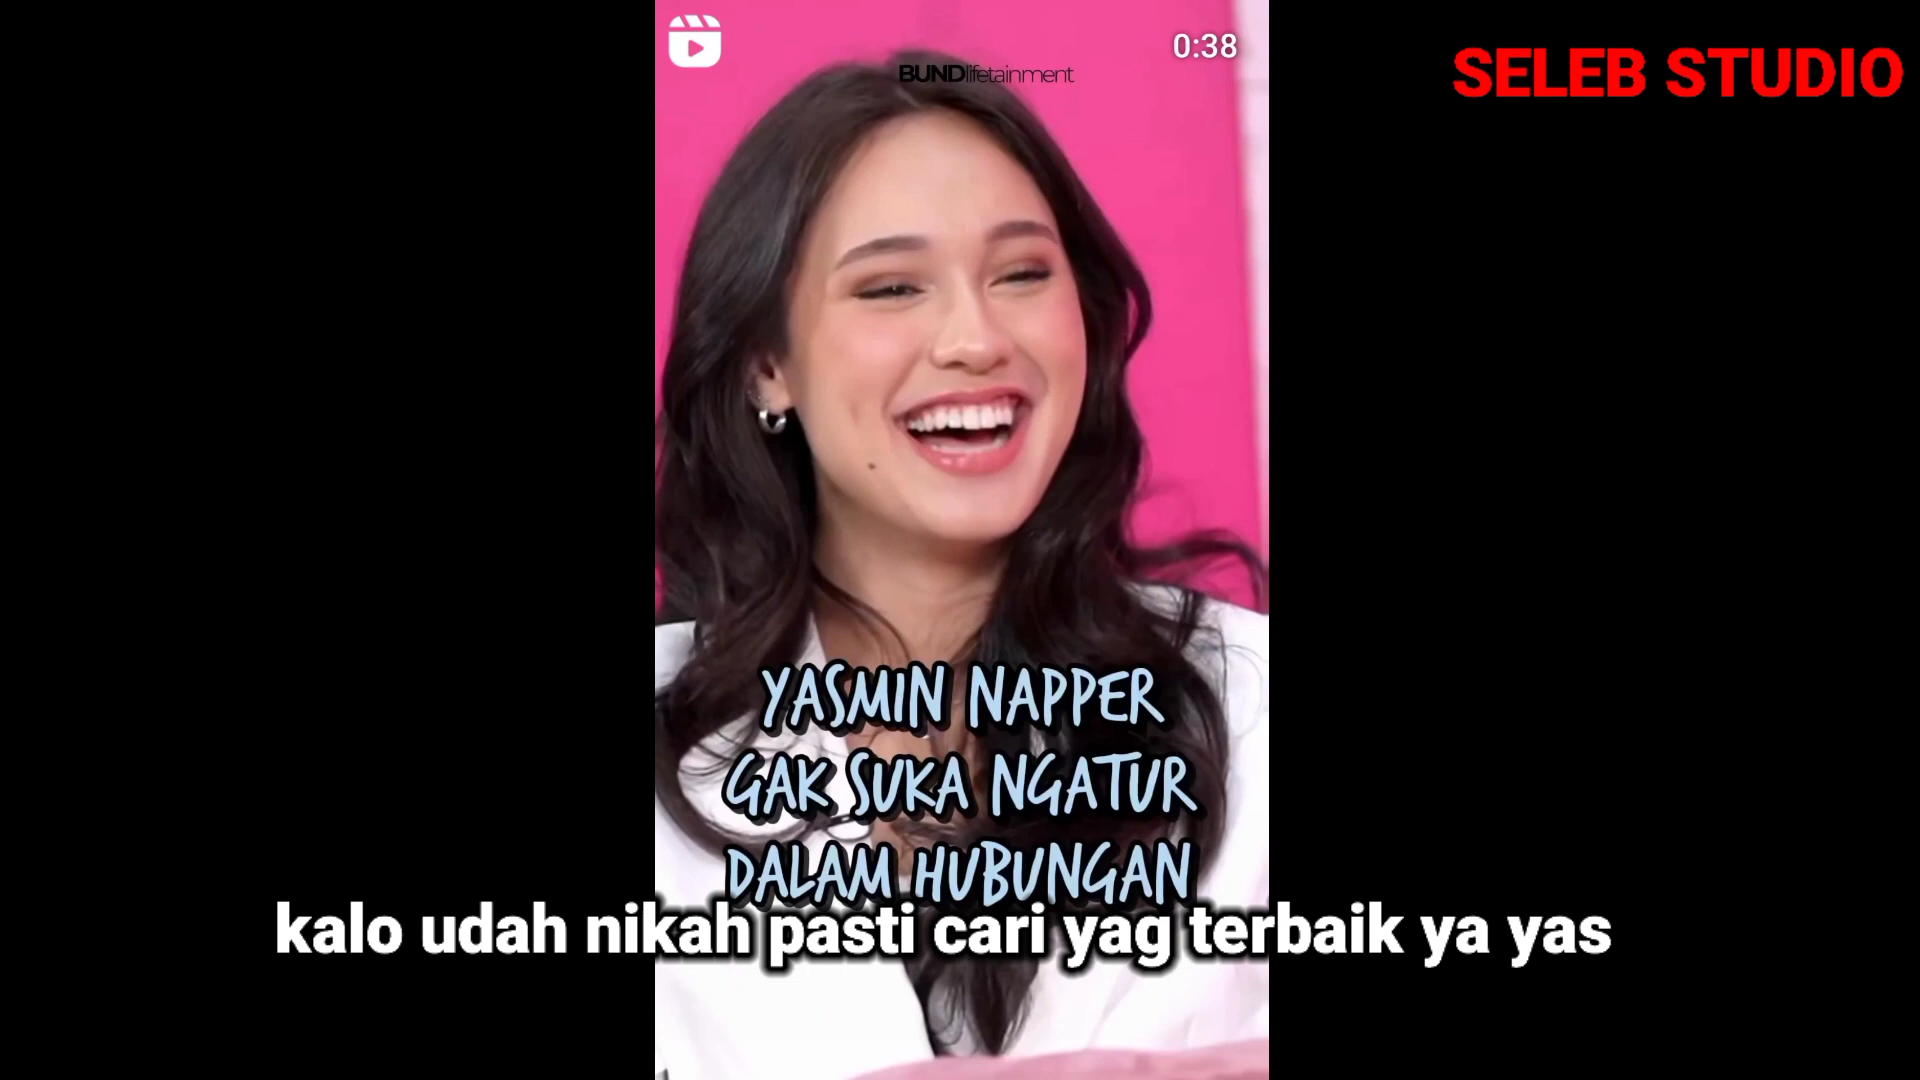 0:38
BUNDlifetainment
SELEB STUDIO
YASMIN NAPPER
GAK SUKA NGATUR
DALAM HUBUNGAN
kalo udah nikah pasti cari yag terbaik ya yas